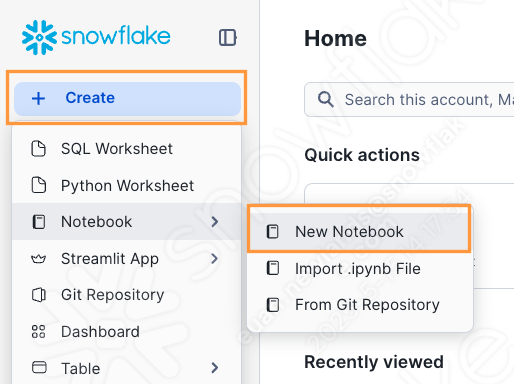 snowflake
Home
+ Create
Search this account, Ma
Quick actions
SQL Worksheet
Python Worksheet
Notebook
New Notebook
Streamlit App
Import .ipynb File
Git Repository
From Git Repository
Dashboard
Recently viewed
Table